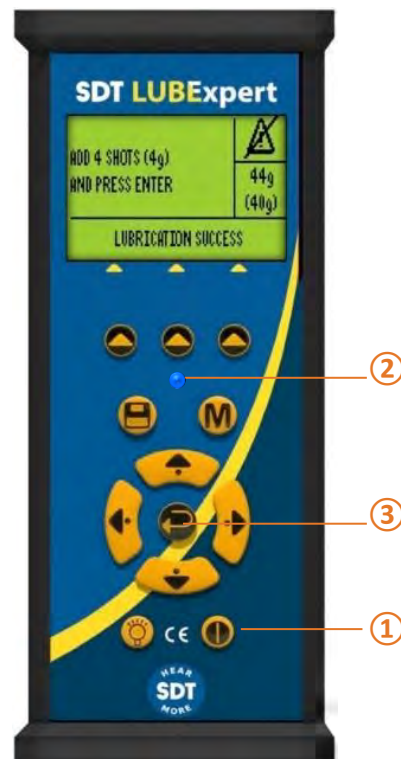 SDT LUBExpert
ADD 4 SHOTS (4g)
AND PRESS ENTER
44g
(40g)
LUBRICATION SUCCESS
②
M
③
①
CE
HEAR
SDT
MORE